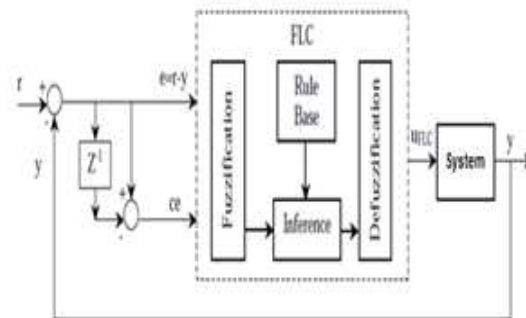 FLC
r
+
-
e=r-y
y
Z⁻¹
+
-
ce
Fuzzification
Rule
Base
Inference
Defuzzification
uFLC
System
y